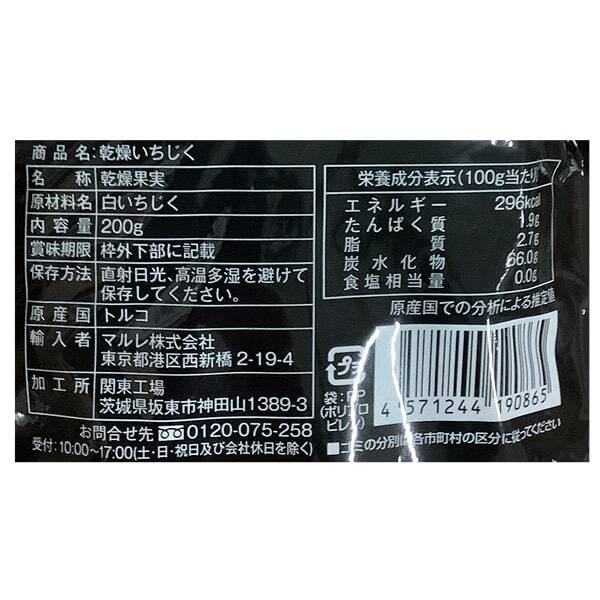 商品名:乾燥いちじく
名称 乾燥果実
原材料名 白いちじく
内容量 200g
賞味期限 枠外下部に記載
保存方法 直射日光、高温多湿を避けて
保存してください。
原産国 トルコ
輸入者 マルレ株式会社
東京都港区西新橋2-19-4
加工所 関東工場
茨城県坂東市神田山1389-3
お問合せ先 0120-075-258
受付:10:00~17:00(土・日・祝日及び会社休日を除く)
栄養成分表示(100g当たり)
エネルギー 296kcal
たんぱく質 1.9g
脂質 2.7g
炭水化物 66.0g
食塩相当量 0.0g
原産国での分析による推定値
プラ
袋:PP
(ポリプロ
ピレン)
4 571244 190865
■ゴミの分別は各市町村の区分に従ってください